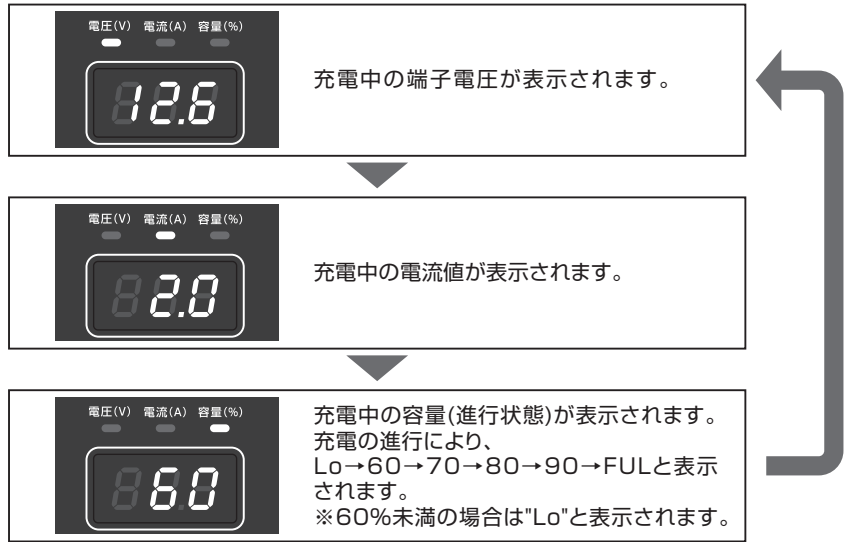 電圧(V) 電流(A) 容量(%)
12.6
充電中の端子電圧が表示されます。
電圧(V) 電流(A) 容量(%)
2.0
充電中の電流値が表示されます。
電圧(V) 電流(A) 容量(%)
60
充電中の容量(進行状態)が表示されます。
充電の進行により、
Lo→60→70→80→90→FULと表示
されます。
※60%未満の場合は"Lo"と表示されます。